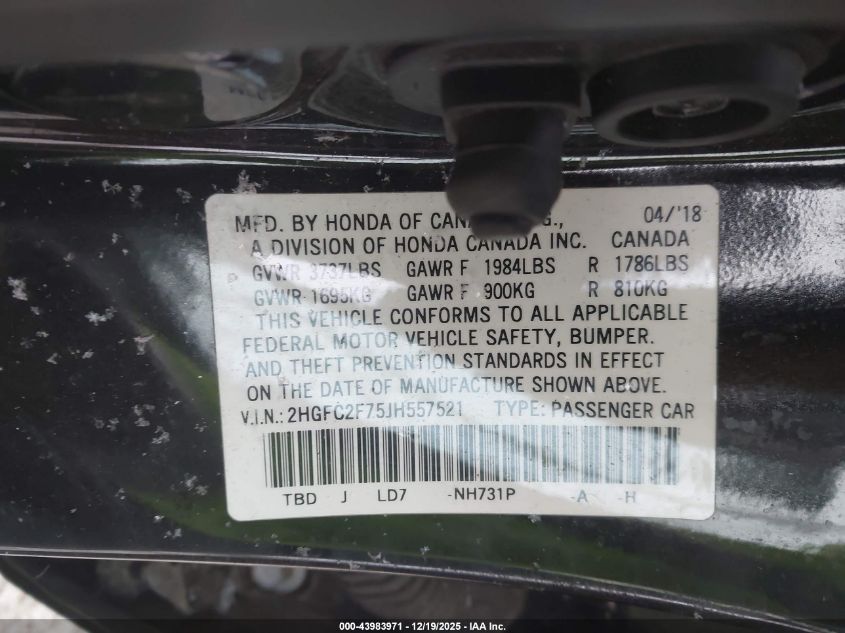 MFD. BY HONDA OF 04/'18
A DIVISION OF HONDA CANADA INC. CANADA
GVWR 3737LBS GAWR F 1984LBS R 1786LBS
GVWR 1695KG GAWR F 900KG R 810KG
THIS VEHICLE CONFORMS TO ALL APPLICABLE
FEDERAL MOTOR VEHICLE SAFETY, BUMPER.
AND THEFT PREVENTION STANDARDS IN EFFECT
ON THE DATE OF MANUFACTURE SHOWN ABOVE.
V.I.N.: 2HGFC2F75JH557521 TYPE: PASSENGER CAR
TBD J LD7 -NH731P -A -H
000-43983971 - 12/19/2025 - IAA Inc.